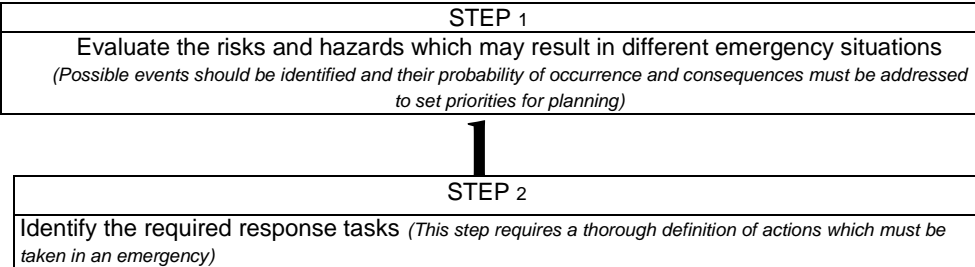 STEP 1
Evaluate the risks and hazards which may result in different emergency situations
(Possible events should be identified and their probability of occurrence and consequences must be addressed
to set priorities for planning)
STEP 2
Identify the required response tasks (This step requires a thorough definition of actions which must be
taken in an emergency)